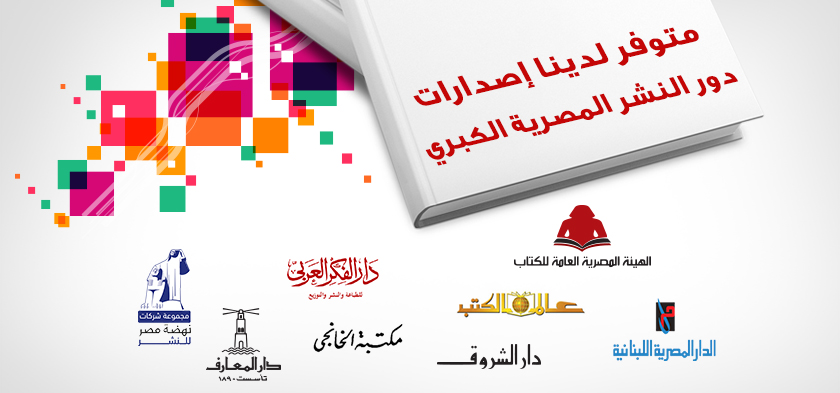 متوفر لدينا إصدارات
دور النشر المصرية الكبري
الهيئة المصرية العامة للكتاب
دار الفكر العربي
للطباعة والنشر والتوزيع
مجموعة شركات
نهضة مصر
للنشر
عالم الكتب
الدار المصرية اللبنانية
مكتبة الخانجي
دار الشروق
دار المعارف
تأسست ١٨٩٠